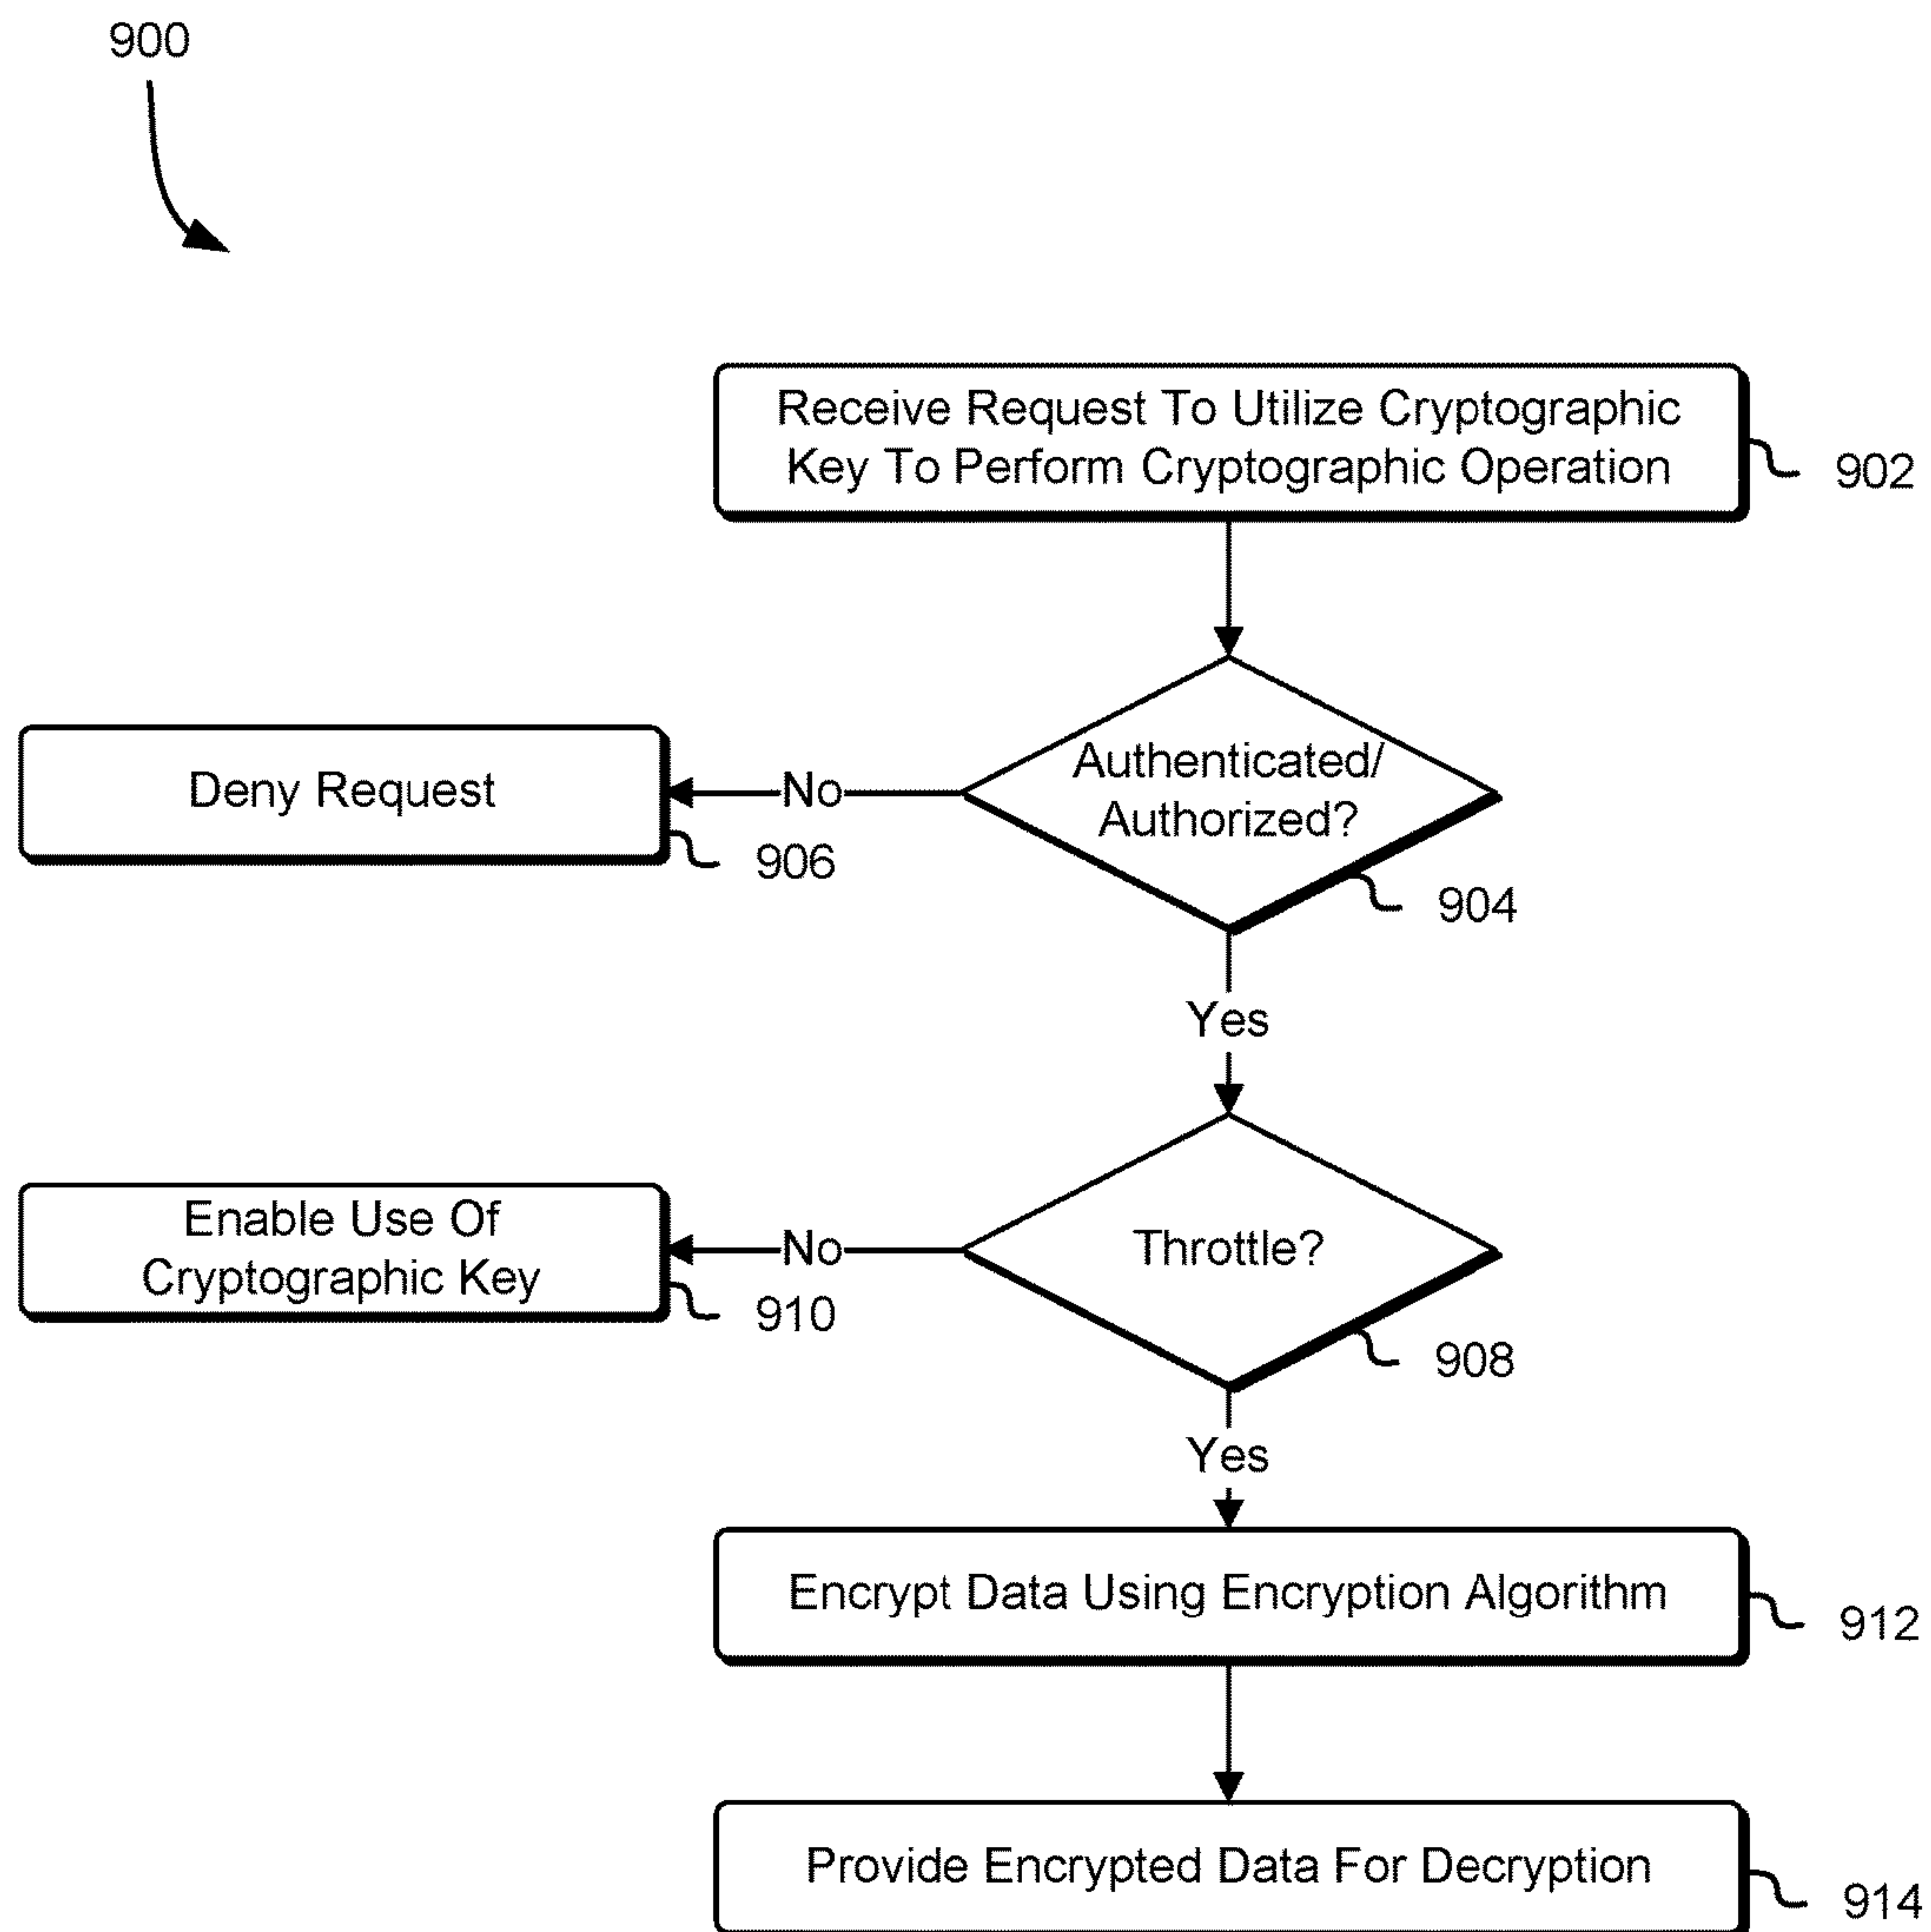 900
Receive Request To Utilize Cryptographic
Key To Perform Cryptographic Operation
902
Authenticated/
Authorized?
904
No
Deny Request
906
Yes
Throttle?
908
No
Enable Use Of
Cryptographic Key
910
Yes
Encrypt Data Using Encryption Algorithm
912
Provide Encrypted Data For Decryption
914